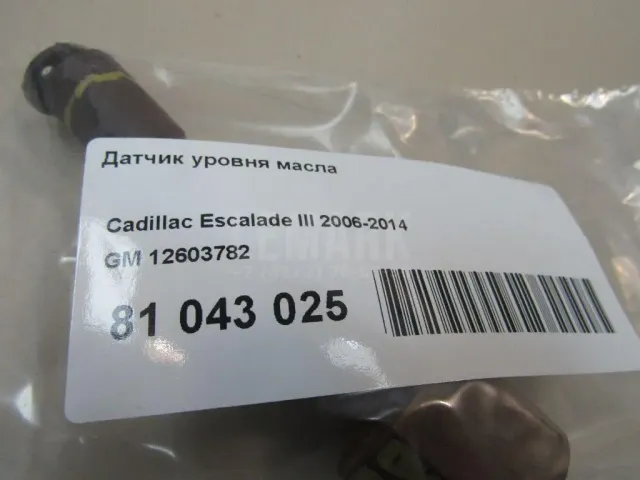 Датчик уровня масла
Cadillac Escalade III 2006-2014
GM 12603782
81 043 025